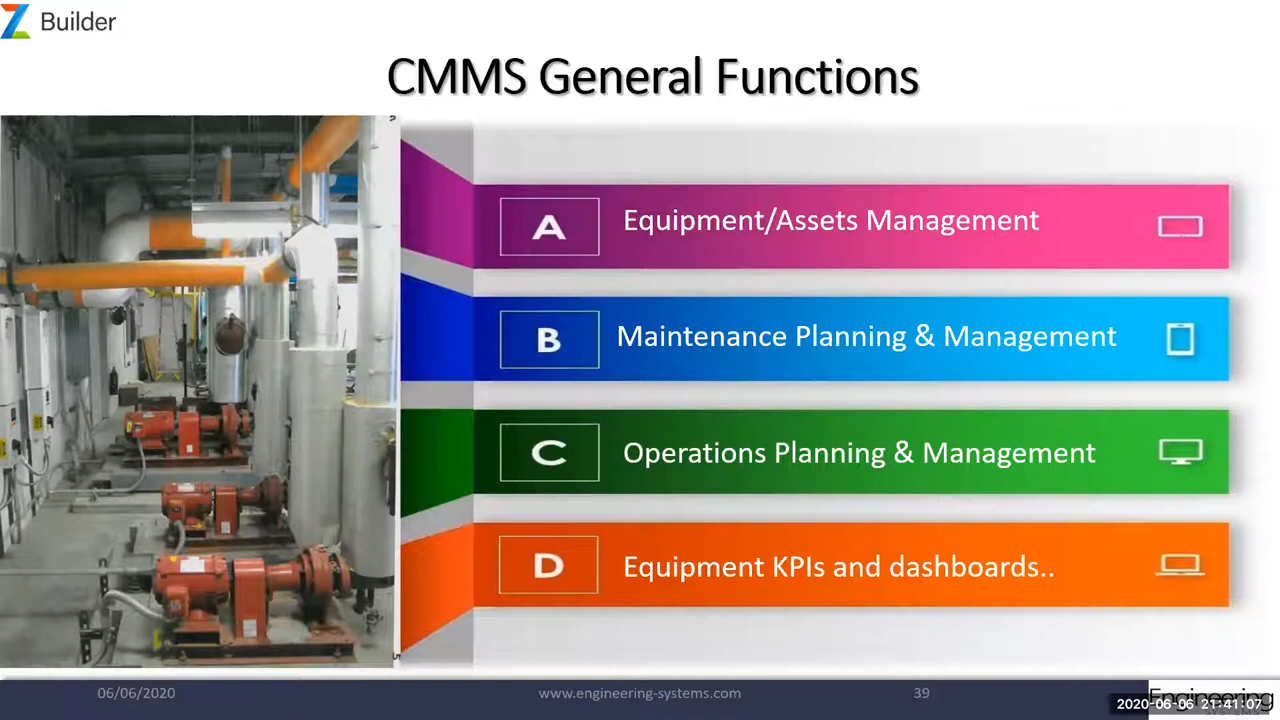 Builder
CMMS General Functions
A
Equipment/Assets Management
B
Maintenance Planning & Management
C
Operations Planning & Management
D
Equipment KPIs and dashboards..
06/06/2020
www.engineering-systems.com
39
Engineering
2020-06-06 21:41:07